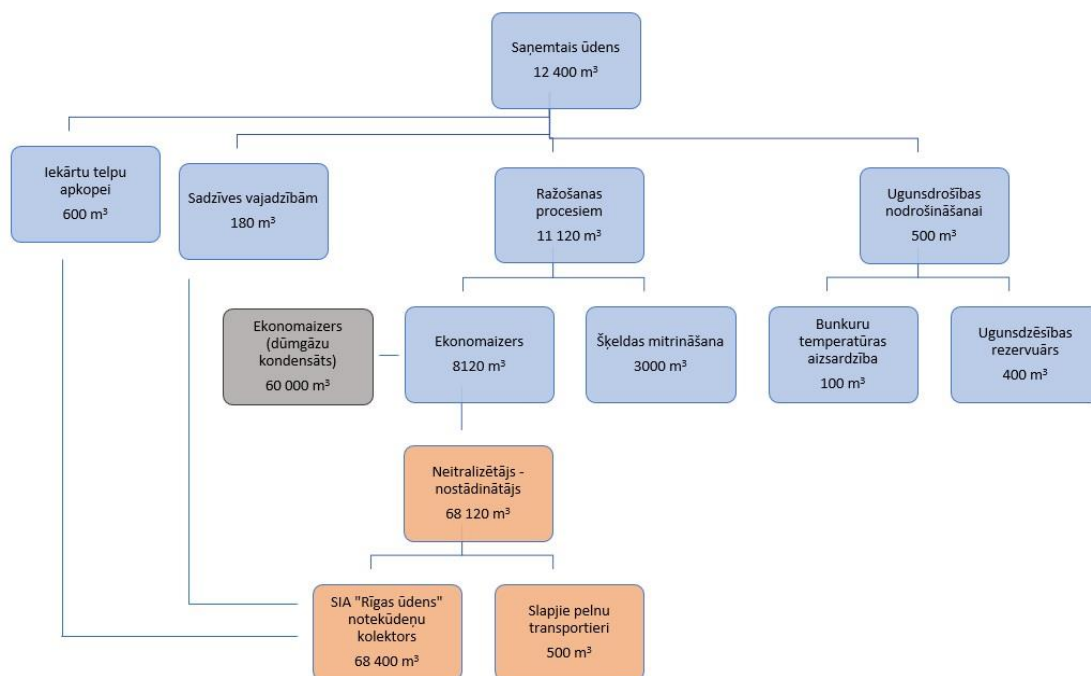 Saņemtais ūdens
12 400 m³
Iekārtu telpu
apkopei
600 m³
Sadzīves vajadzībām
180 m³
Ražošanas
procesiem
11 120 m³
Ugunsdrošības
nodrošināšanai
500 m³
Ekonomaizers
(dūmgāzu
kondensāts)
60 000 m³
Ekonomaizers
8120 m³
Šķeldas mitrināšana
3000 m³
Bunkuru
temperatūras
aizsardzība
100 m³
Ugunsdzēsības
rezervuārs
400 m³
Neitralizētājs -
nostādinātājs
68 120 m³
SIA "Rīgas ūdens"
notekūdeņu
kolektors
68 400 m³
Slapjie pelnu
transportieri
500 m³